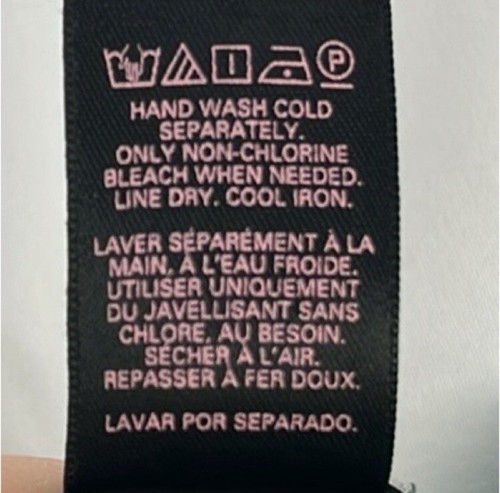 P
HAND WASH COLD
SEPARATELY.
ONLY NON-CHLORINE
BLEACH WHEN NEEDED.
LINE DRY. COOL IRON.
LAVER SÉPARÉMENT À LA
MAIN, À L'EAU FROIDE.
UTILISER UNIQUEMENT
DU JAVELLISANT SANS
CHLORE, AU BESOIN.
SÉCHER À L'AIR.
REPASSER À FER DOUX.
LAVAR POR SEPARADO.